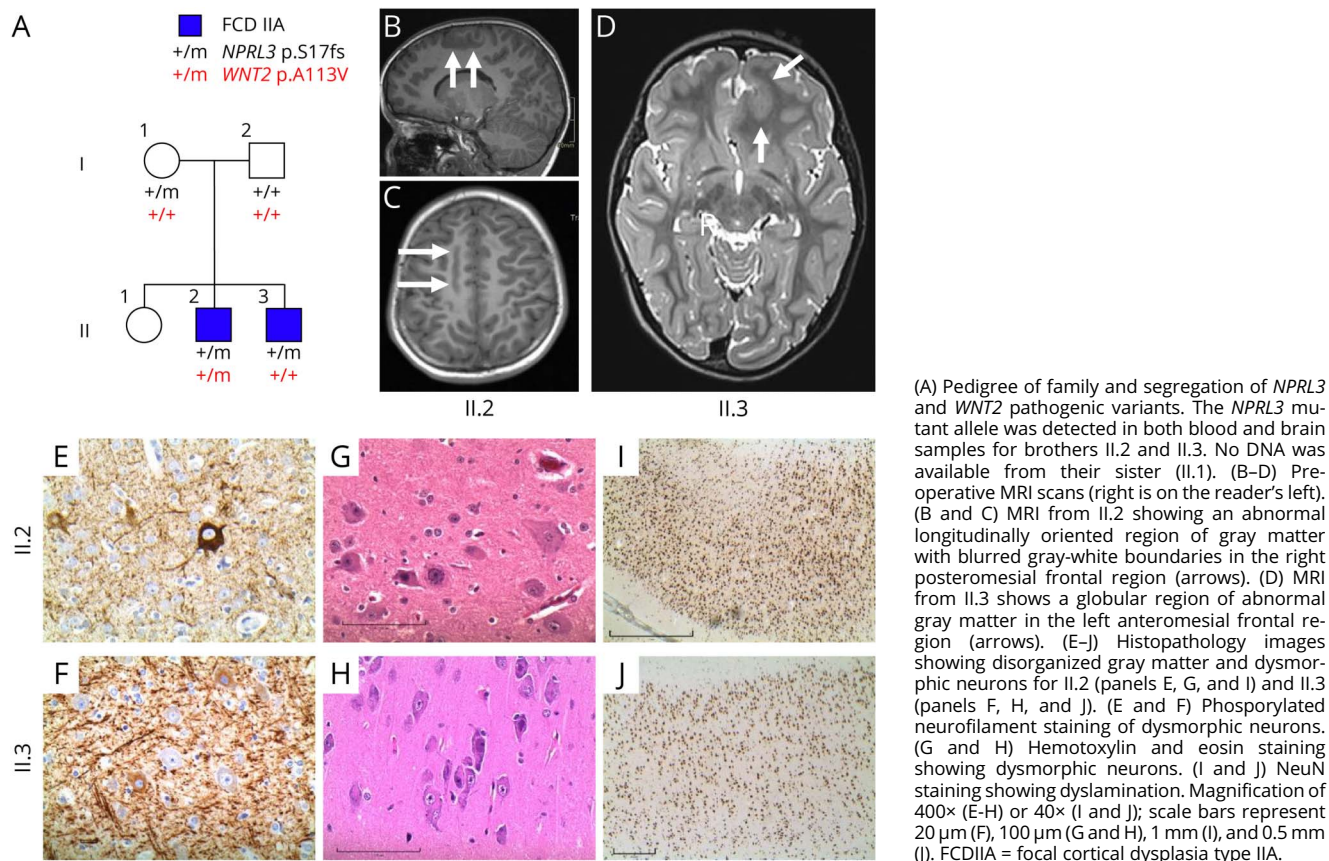 A
FCD IIA
+/m NPRL3 p.S17fs
+/m WNT2 p.A113V
1
2
I
+/m
+/+
+/+
+/+
1
2
3
II
+/m
+/m
+/m
+/+
B
C
D
R
II.2
II.3
E
G
I
II.2
F
H
J
II.3
(A) Pedigree of family and segregation of NPRL3
and WNT2 pathogenic variants. The NPRL3 mu-
tant allele was detected in both blood and brain
samples for brothers II.2 and II.3. No DNA was
available from their sister (II.1). (B–D) Pre-
operative MRI scans (right is on the reader's left).
(B and C) MRI from II.2 showing an abnormal
longitudinally oriented region of gray matter
with blurred gray-white boundaries in the right
posteromesial frontal region (arrows). (D) MRI
from II.3 shows a globular region of abnormal
gray matter in the left anteromesial frontal re-
gion (arrows). (E–J) Histopathology images
showing disorganized gray matter and dysmor-
phic neurons for II.2 (panels E, G, and I) and II.3
(panels F, H, and J). (E and F) Phosporylated
neurofilament staining of dysmorphic neurons.
(G and H) Hemotoxylin and eosin staining
showing dysmorphic neurons. (I and J) NeuN
staining showing dyslamination. Magnification of
400× (E-H) or 40× (I and J); scale bars represent
20 μm (F), 100 μm (G and H), 1 mm (I), and 0.5 mm
(J). FCDIIA = focal cortical dysplasia type IIA.